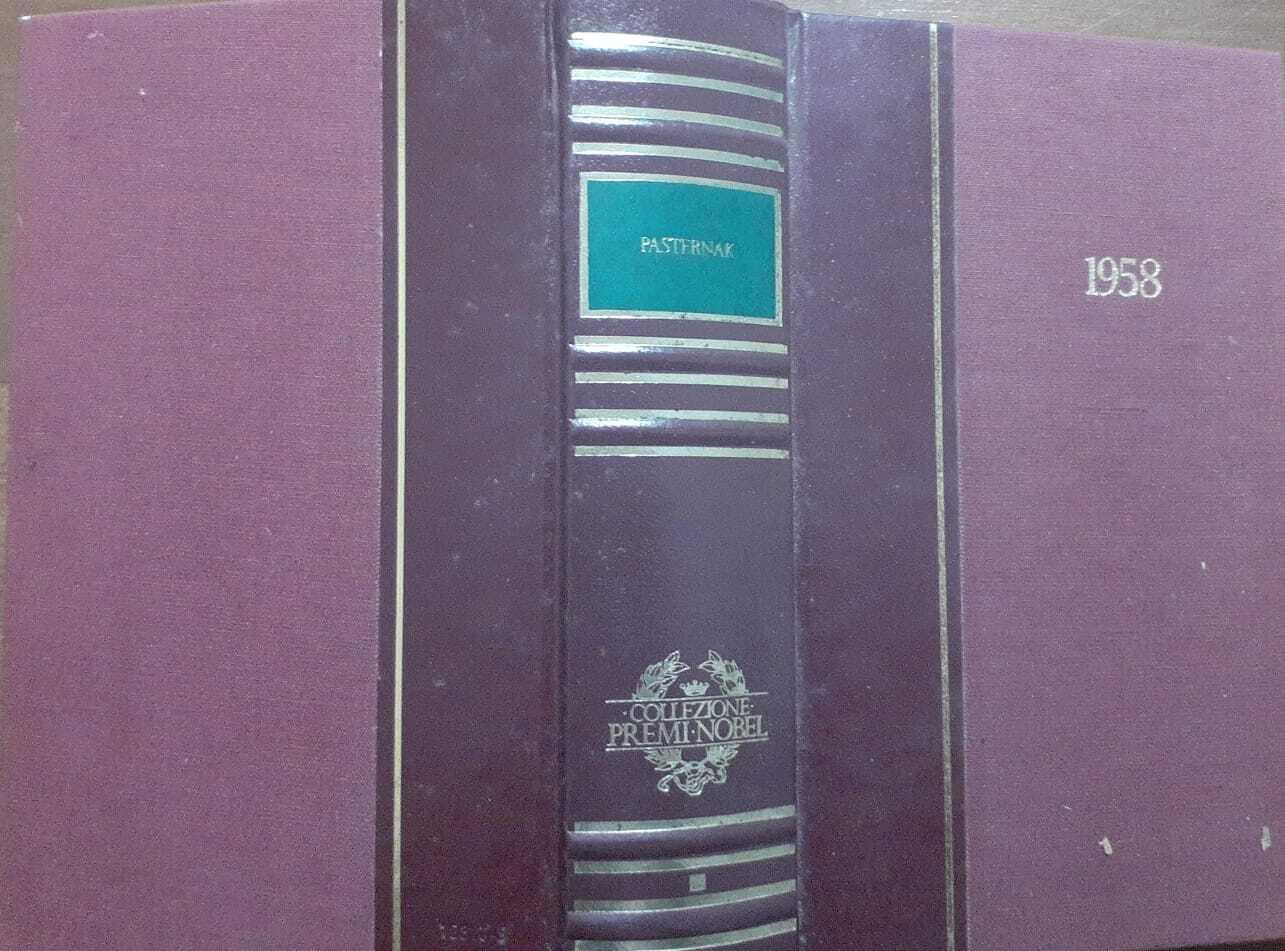 PASTERNAK
1958
·COLLEZIONE·
PREMI·NOBEL